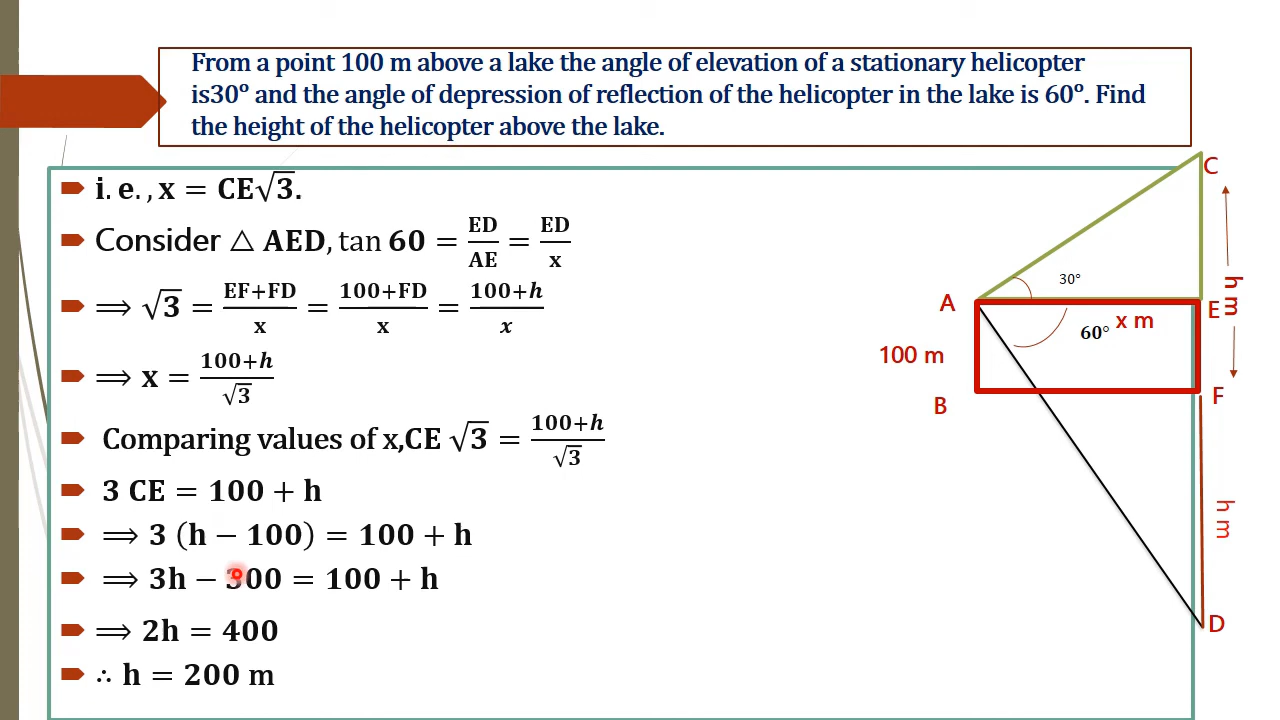 From a point 100 m above a lake the angle of elevation of a stationary helicopter
is30° and the angle of depression of reflection of the helicopter in the lake is 60°. Find
the height of the helicopter above the lake.
i.e., x = CE√3.
Consider △ AED, tan 60 = ED/AE = ED/x
⟹ √3 = EF+FD/x = 100+FD/x = 100+h/x
⟹ x = 100+h/√3
Comparing values of x,CE √3 = 100+h/√3
3 CE = 100 + h
⟹ 3 (h − 100) = 100 + h
⟹ 3h − 300 = 100 + h
⟹ 2h = 400
∴ h = 200 m
C
30°
h m
A
E
x m
60°
100 m
B
F
h m
D